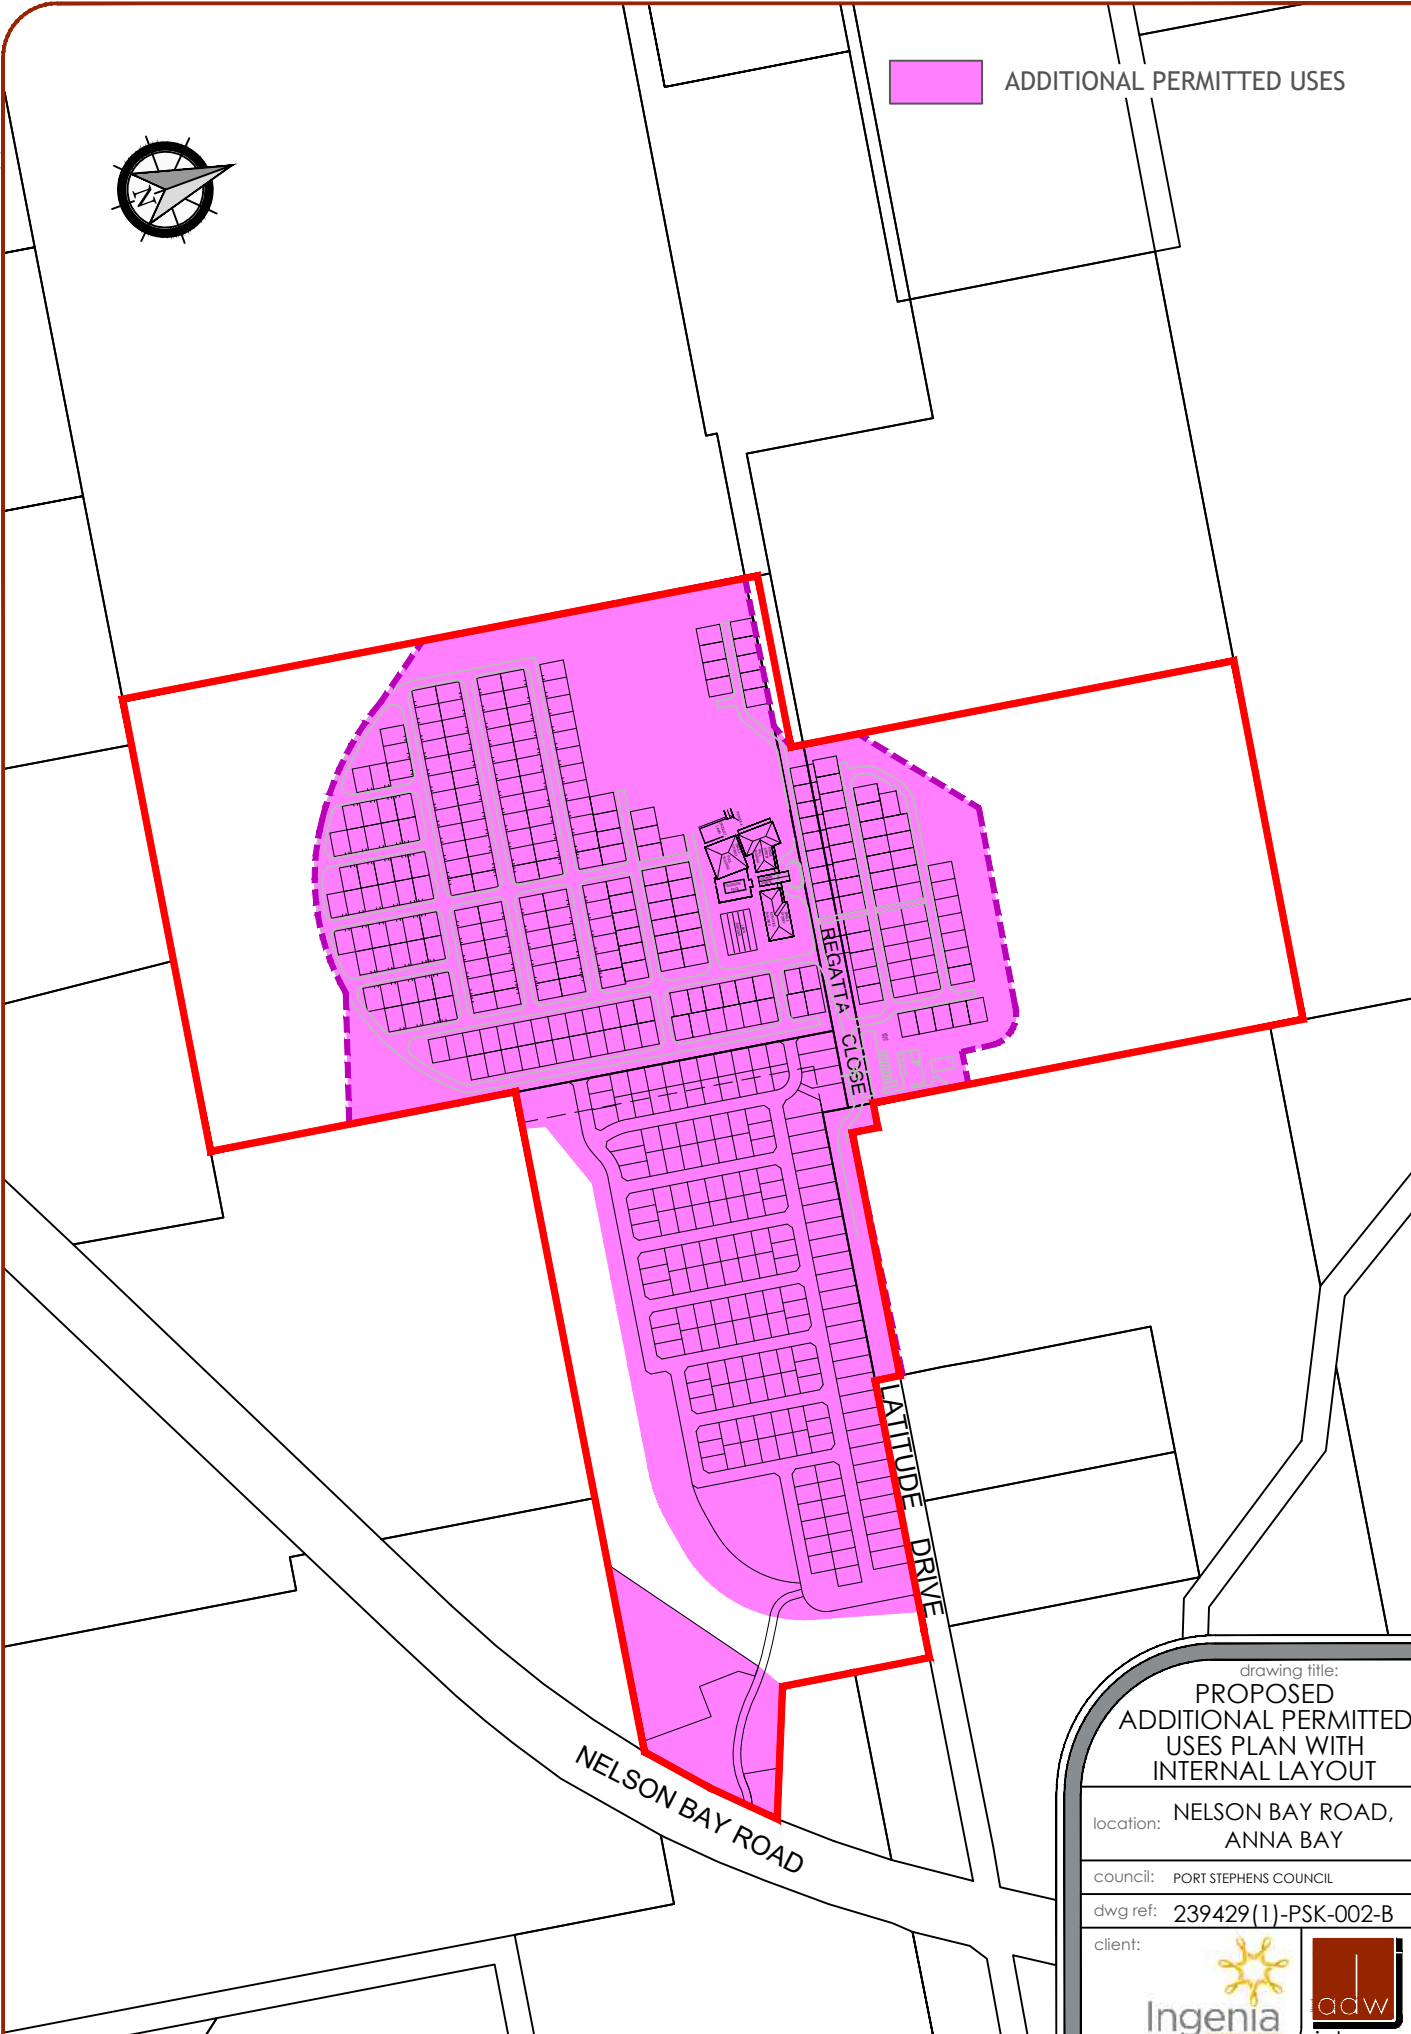 ADDITIONAL PERMITTED USES
N
REGATTA CLOSE
LATITUDE DRIVE
NELSON BAY ROAD
drawing title:
PROPOSED
ADDITIONAL PERMITTED
USES PLAN WITH
INTERNAL LAYOUT
location: NELSON BAY ROAD,
ANNA BAY
council: PORT STEPHENS COUNCIL
dwg ref: 239429(1)-PSK-002-B
client:
Ingenia
adw